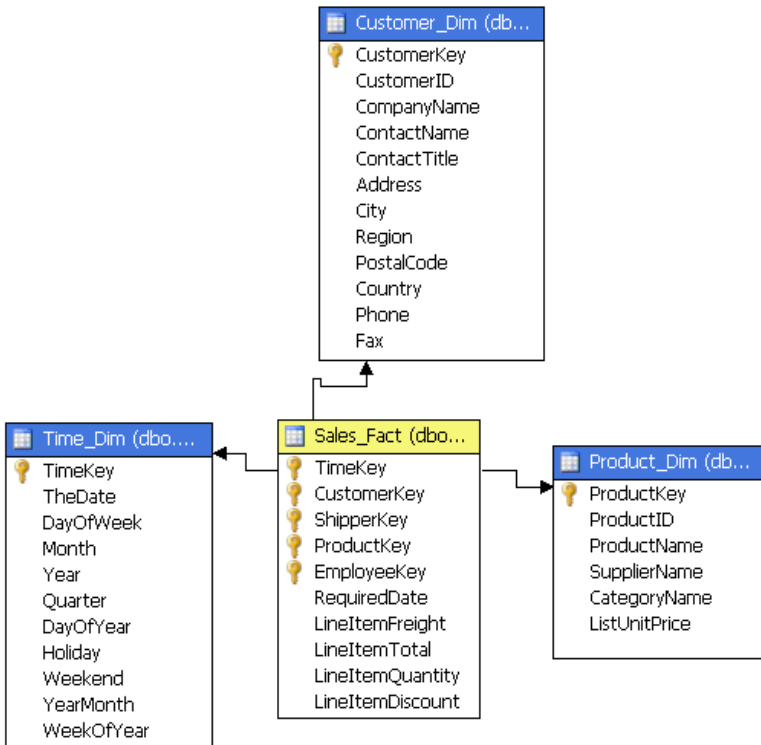 Customer_Dim (db...
CustomerKey
CustomerID
CompanyName
ContactName
ContactTitle
Address
City
Region
PostalCode
Country
Phone
Fax
Time_Dim (dbo....
TimeKey
TheDate
DayOfWeek
Month
Year
Quarter
DayOfYear
Holiday
Weekend
YearMonth
WeekOfYear
Sales_Fact (dbo...
TimeKey
CustomerKey
ShipperKey
ProductKey
EmployeeKey
RequiredDate
LineItemFreight
LineItemTotal
LineItemQuantity
LineItemDiscount
Product_Dim (db...
ProductKey
ProductID
ProductName
SupplierName
CategoryName
ListUnitPrice